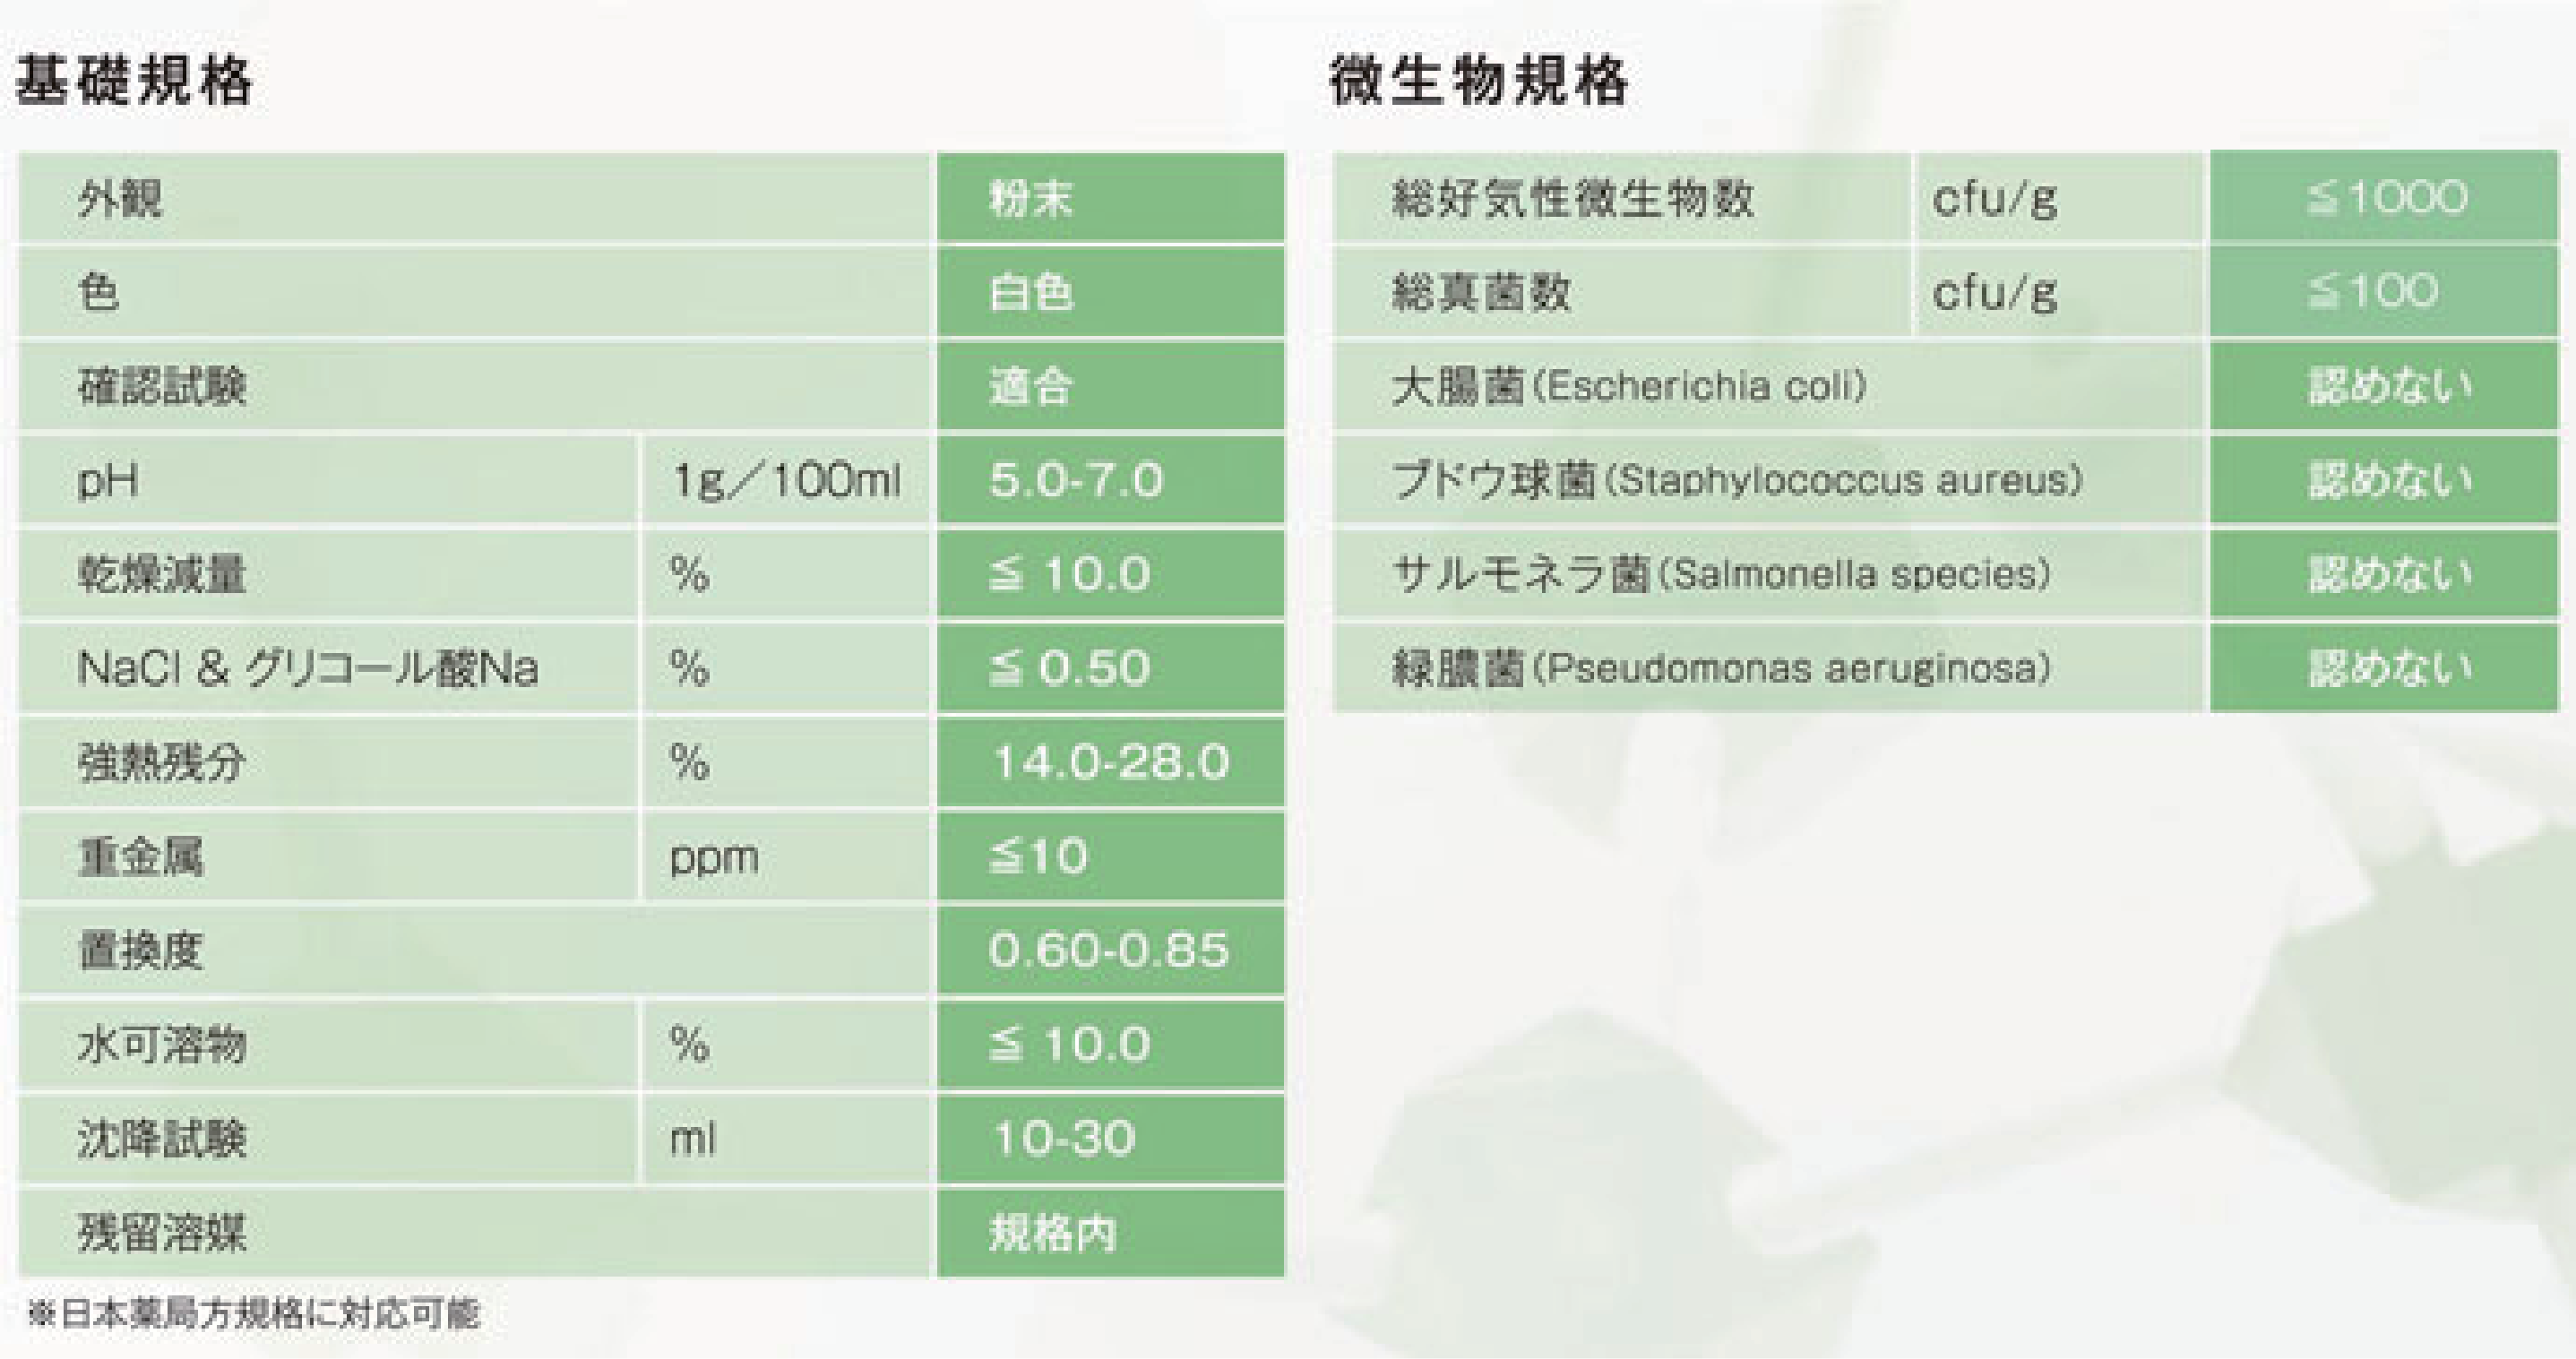 基礎規格
外観 粉末
色 白色
確認試験 適合
pH 1g／100ml 5.0-7.0
乾燥減量 % ≦ 10.0
NaCl & グリコール酸Na % ≦ 0.50
強熱残分 % 14.0-28.0
重金属 ppm ≦10
置換度 0.60-0.85
水可溶物 % ≦ 10.0
沈降試験 ml 10-30
残留溶媒 規格内
※日本薬局方規格に対応可能
微生物規格
総好気性微生物数 cfu/g ≦1000
総真菌数 cfu/g ≦100
大腸菌(Escherichia coli) 認めない
ブドウ球菌(Staphylococcus aureus) 認めない
サルモネラ菌(Salmonella species) 認めない
緑膿菌(Pseudomonas aeruginosa) 認めない